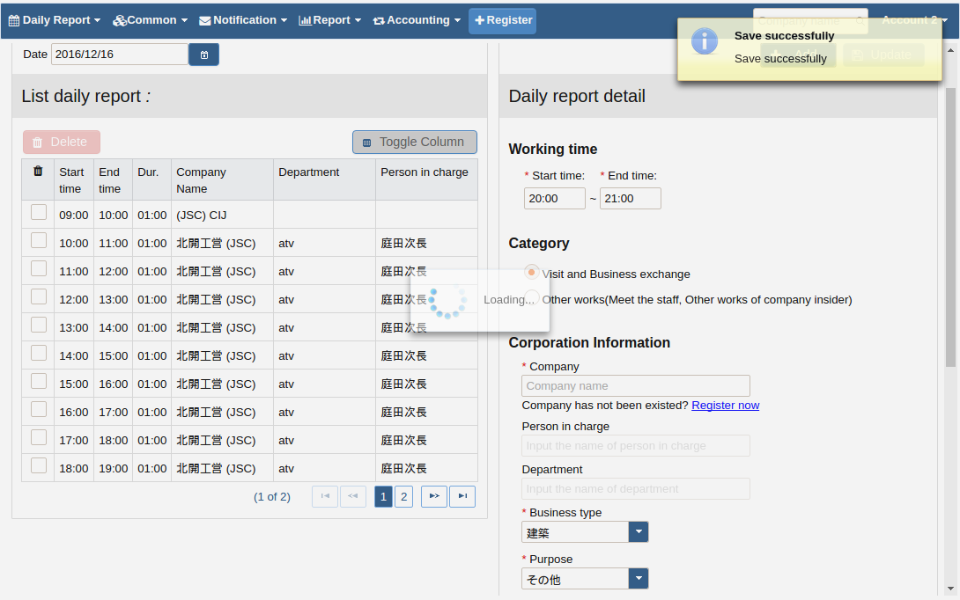 Daily Report Common Notification Report Accounting Register Account 2
Save successfully
Save successfully
Update
Date 2016/12/16
List daily report :
Delete Toggle Column
Start time End time Dur. Company Name Department Person in charge
09:00 10:00 01:00 (JSC) CIJ
10:00 11:00 01:00 北開工営 (JSC) atv 庭田次長
11:00 12:00 01:00 北開工営 (JSC) atv 庭田次長
12:00 13:00 01:00 北開工営 (JSC) atv 庭田次長
13:00 14:00 01:00 北開工営 (JSC) atv 庭田次長
14:00 15:00 01:00 北開工営 (JSC) atv 庭田次長
15:00 16:00 01:00 北開工営 (JSC) atv 庭田次長
16:00 17:00 01:00 北開工営 (JSC) atv 庭田次長
17:00 18:00 01:00 北開工営 (JSC) atv 庭田次長
18:00 19:00 01:00 北開工営 (JSC) atv 庭田次長
(1 of 2) 1 2
Loading...
Daily report detail
Working time
* Start time: * End time:
20:00 ~ 21:00
Category
Visit and Business exchange
Other works(Meet the staff, Other works of company insider)
Corporation Information
* Company
Company name
Company has not been existed? Register now
Person in charge
Input the name of person in charge
Department
Input the name of department
* Business type
建築
* Purpose
その他